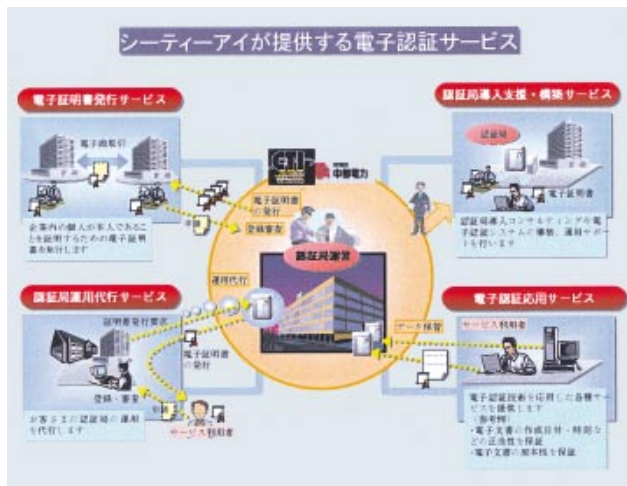 シーティーアイが提供する電子認証サービス
電子証明書発行サービス
電子商取引
企業内の個人が本人であるこ
とを証明するための電子証明
書を発行します
CTI
中部電力
電子証明書
の発行
申請
登録審査
認証局運営
認証局導入支援・構築サービス
認証局
電子証明書
認証局導入コンサルティングや電
子認証システムの構築、運用サポー
トを行います
認証局運用代行サービス
証明書発行要求
運用代行
電子証明書
の発行
登録・審査
申請
サービス利用者
お客さまの認証局の運用
を代行します
電子認証応用サービス
サービス利用者
データ保管
電子認証技術を応用した各種サー
ビスを提供します
(参考例)
・電子文書の作成日付・時刻な
どの正当性を保証
・電子文書の原本性を保証